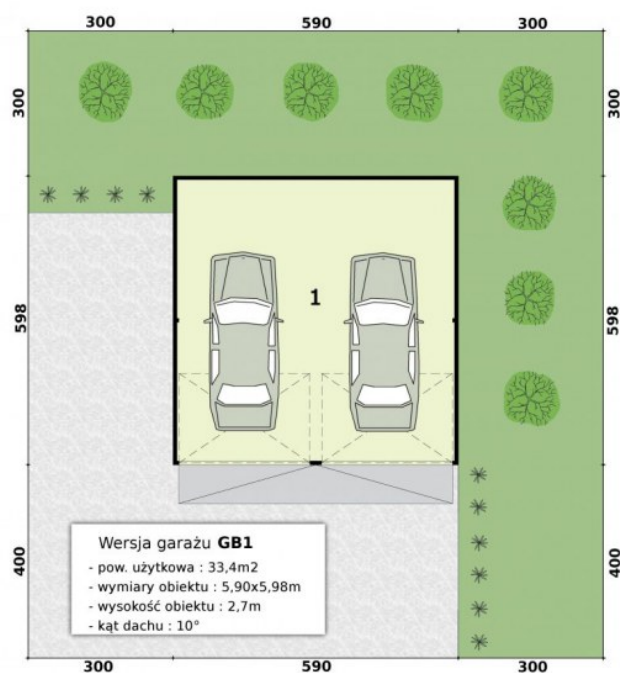 300 590 300
300 300
1
598 598
Wersja garażu GB1
- pow. użytkowa : 33,4m2
- wymiary obiektu : 5,90x5,98m
- wysokość obiektu : 2,7m
- kąt dachu : 10°
400 400
300 590 300